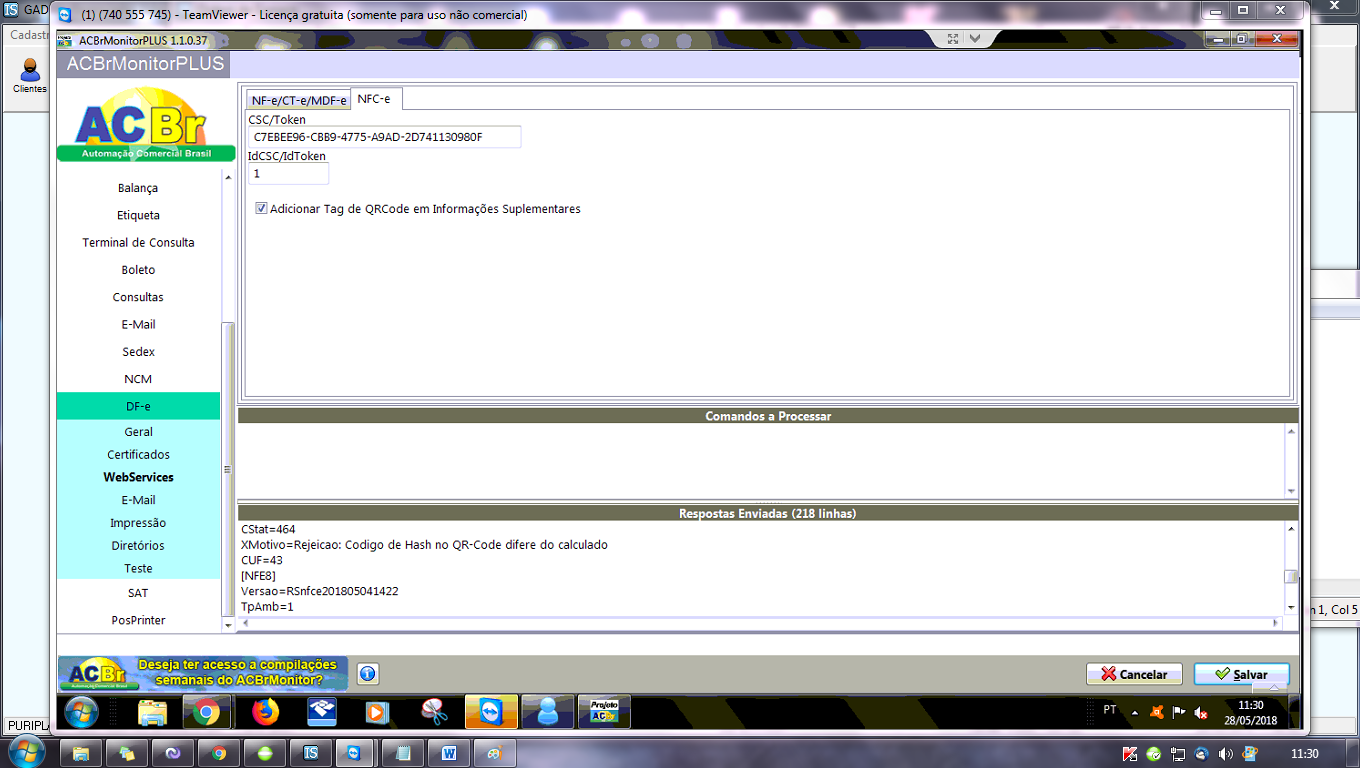 GAD
(1) (740 555 745) - TeamViewer - Licença gratuita (somente para uso não comercial)
Cadastr
ACBrMonitorPLUS 1.1.0.37
ACBrMonitorPLUS
Clientes
ACBr
Automação Comercial Brasil
NF-e/CT-e/MDF-e
NFC-e
CSC/Token
C7EBEE96-CBB9-4775-A9AD-2D741130980F
IdCSC/IdToken
1
Adicionar Tag de QRCode em Informações Suplementares
Balança
Etiqueta
Terminal de Consulta
Boleto
Consultas
E-Mail
Sedex
NCM
DF-e
Geral
Certificados
WebServices
E-Mail
Impressão
Diretórios
Teste
SAT
PosPrinter
Comandos a Processar
Respostas Enviadas (218 linhas)
CStat=464
XMotivo=Rejeicao: Codigo de Hash no QR-Code difere do calculado
CUF=43
[NFE8]
Versao=RSnfce201805041422
TpAmb=1
n 1, Col 5
ACBr
Deseja ter acesso a compilações
semanais do ACBrMonitor?
Cancelar
Salvar
Projeto
ACBr
PT
11:30
28/05/2018
PURIPLA
11:30